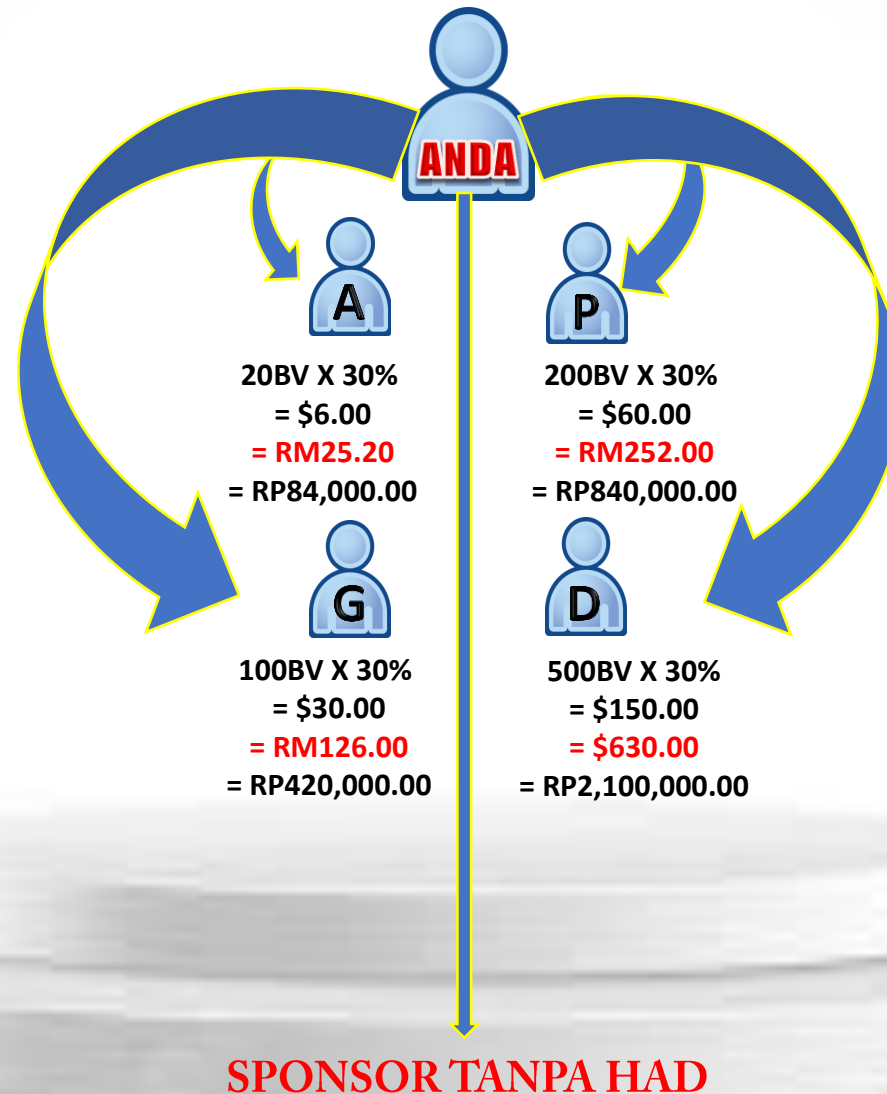 ANDA
A
20BV X 30%
= $6.00
= RM25.20
= RP84,000.00
P
200BV X 30%
= $60.00
= RM252.00
= RP840,000.00
G
100BV X 30%
= $30.00
= RM126.00
= RP420,000.00
D
500BV X 30%
= $150.00
= $630.00
= RP2,100,000.00
SPONSOR TANPA HAD